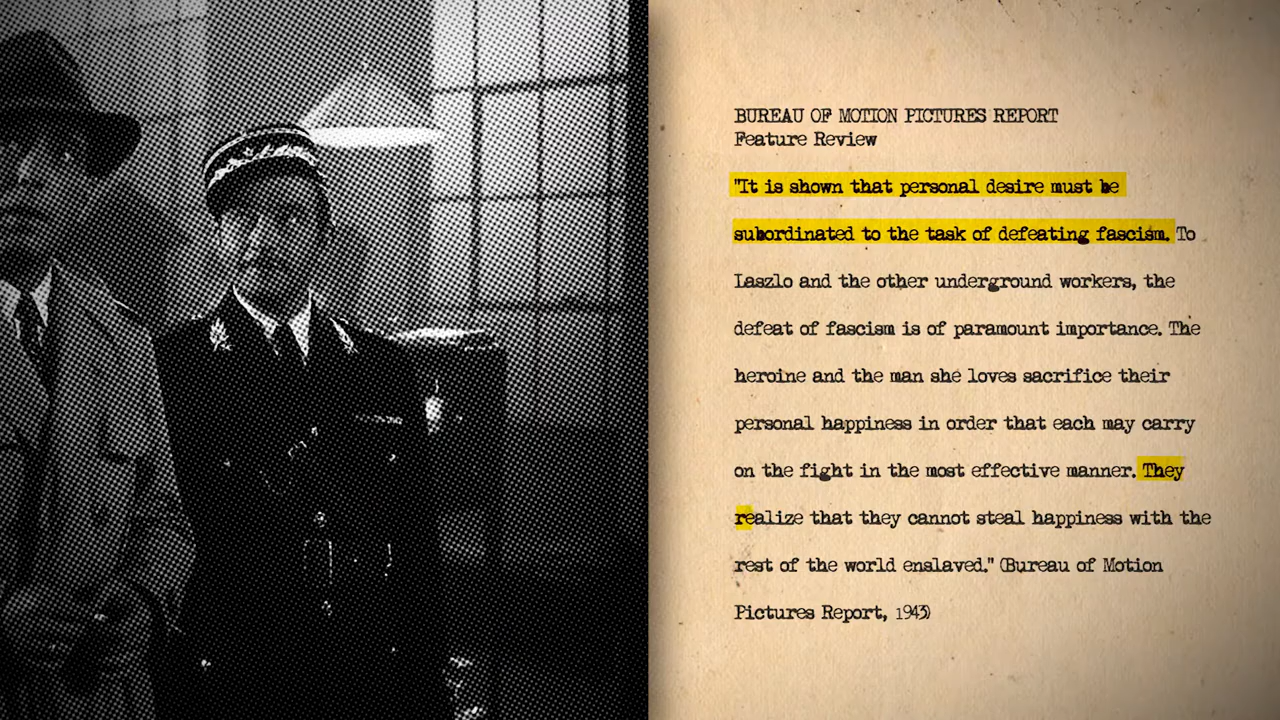 BUREAU OF MOTION PICTURES REPORT
Feature Review
"It is shown that personal desire must be
subordinated to the task of defeating fascism. To
Laszlo and the other underground workers, the
defeat of fascism is of paramount importance. The
heroine and the man she loves sacrifice their
personal happiness in order that each may carry
on the fight in the most effective manner. They
realize that they cannot steal happiness with the
rest of the world enslaved." (Bureau of Motion
Pictures Report, 1943)